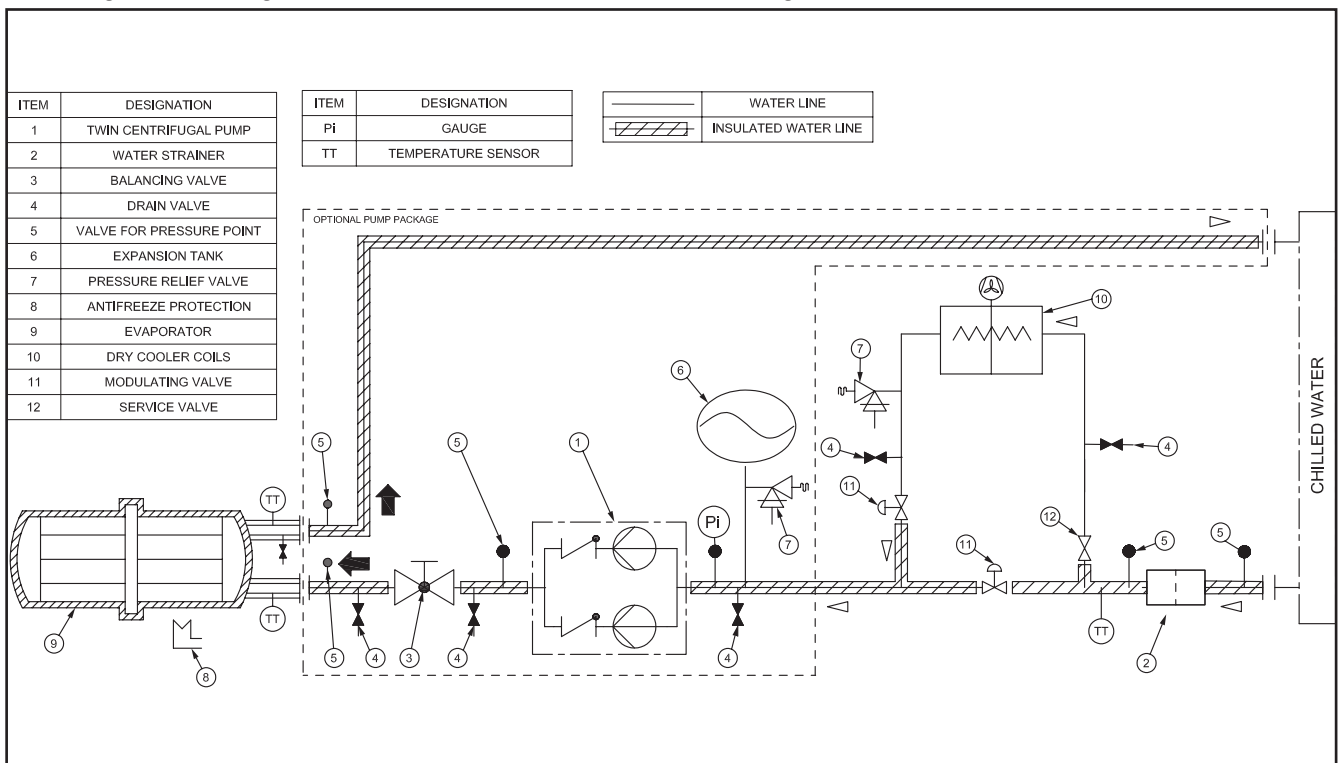 ITEM DESIGNATION
1 TWIN CENTRIFUGAL PUMP
2 WATER STRAINER
3 BALANCING VALVE
4 DRAIN VALVE
5 VALVE FOR PRESSURE POINT
6 EXPANSION TANK
7 PRESSURE RELIEF VALVE
8 ANTIFREEZE PROTECTION
9 EVAPORATOR
10 DRY COOLER COILS
11 MODULATING VALVE
12 SERVICE VALVE
ITEM DESIGNATION
Pi GAUGE
TT TEMPERATURE SENSOR
WATER LINE
INSULATED WATER LINE
OPTIONAL PUMP PACKAGE
10
7
6
5
5
1
4
4
TT
11
Pi
7
12
11
5
5
CHILLED WATER
TT
TT
9
8
5
4
3
4
4
2